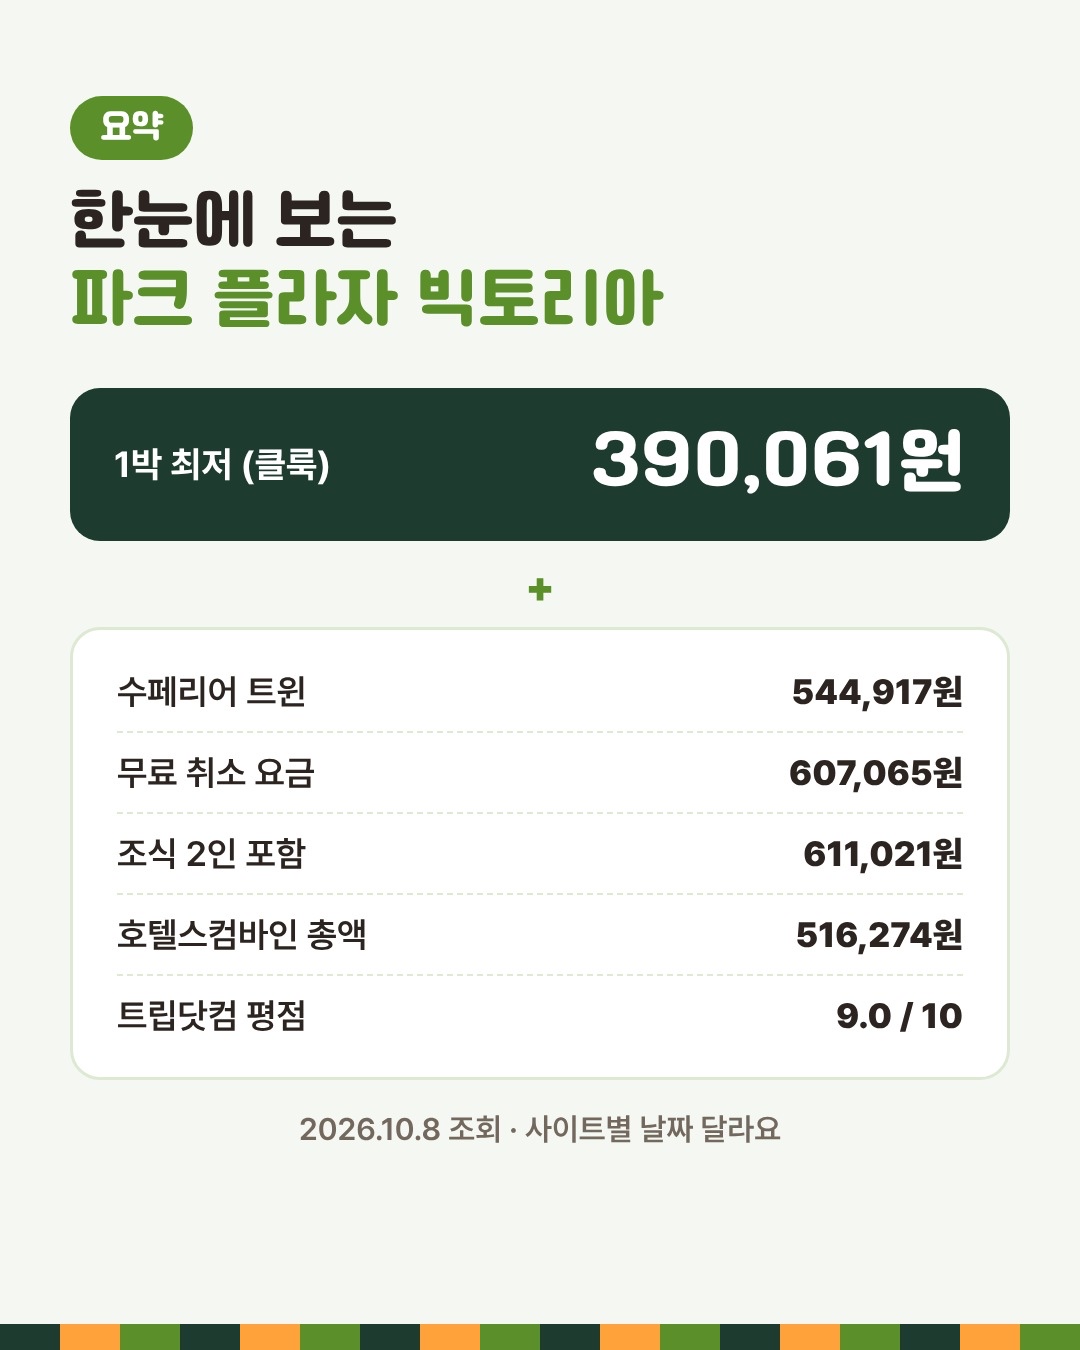 요약
한눈에 보는
파크 플라자 빅토리아
1박 최저 (클룩) 390,061원
+
수페리어 트윈 544,917원
무료 취소 요금 607,065원
조식 2인 포함 611,021원
호텔스컴바인 총액 516,274원
트립닷컴 평점 9.0 / 10
2026.10.8 조회 · 사이트별 날짜 달라요